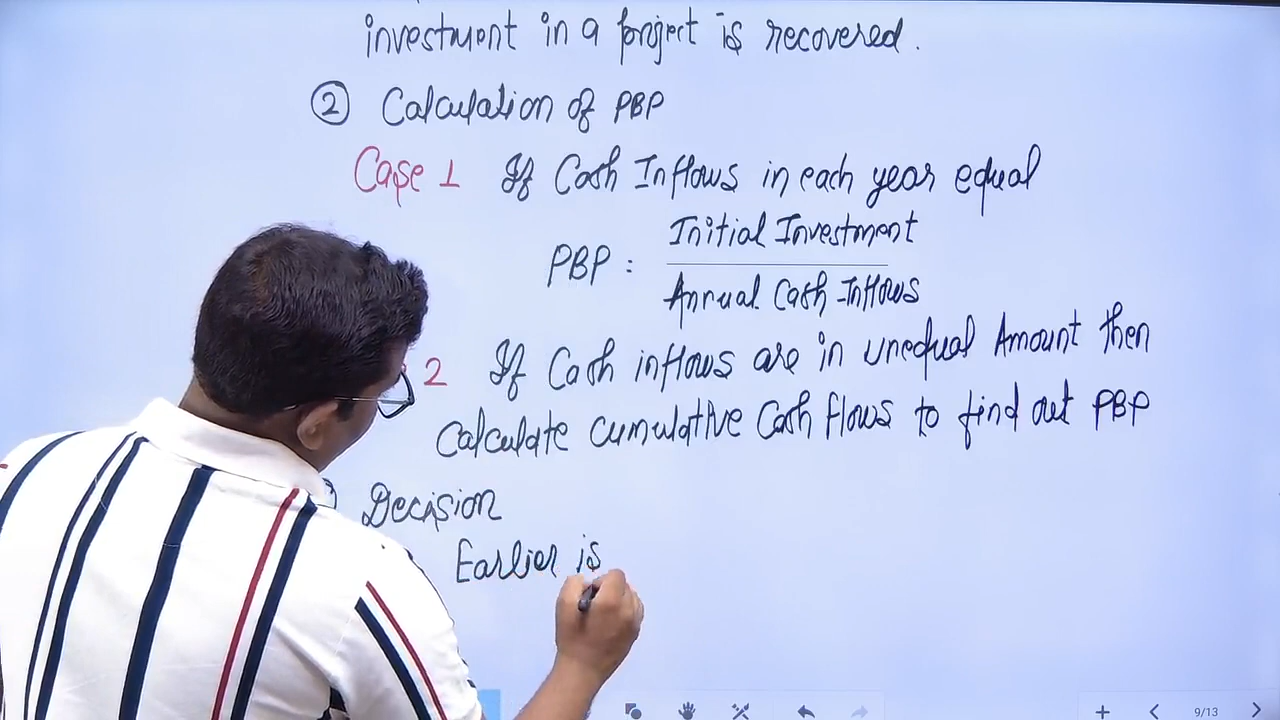 investment in a project is recovered.
② Calculation of PBP
Case 1 If Cash Inflows in each year equal
PBP : Initial Investment
Annual Cash Inflows
2 If Cash inflows are in unequal Amount then
Calculate cumulative Cash flows to find out PBP
Decision
Earlier is
9/13